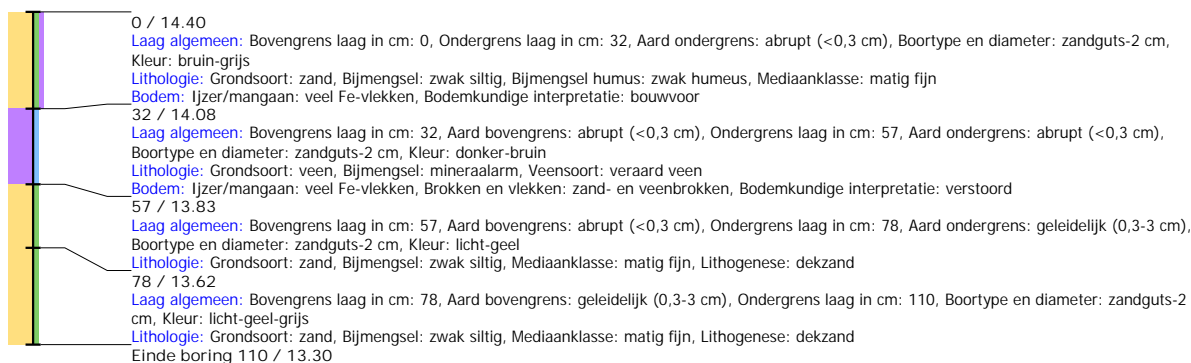 0 / 14.40
Laag algemeen: Bovengrens laag in cm: 0, Ondergrens laag in cm: 32, Aard ondergrens: abrupt (<0,3 cm), Boortype en diameter: zandguts-2 cm,
Kleur: bruin-grijs
Lithologie: Grondsoort: zand, Bijmengsel: zwak siltig, Bijmengsel humus: zwak humeus, Mediaanklasse: matig fijn
Bodem: Ijzer/mangaan: veel Fe-vlekken, Bodemkundige interpretatie: bouwvoor
32 / 14.08
Laag algemeen: Bovengrens laag in cm: 32, Aard bovengrens: abrupt (<0,3 cm), Ondergrens laag in cm: 57, Aard ondergrens: abrupt (<0,3 cm),
Boortype en diameter: zandguts-2 cm, Kleur: donker-bruin
Lithologie: Grondsoort: veen, Bijmengsel: mineraalarm, Veensoort: veraard veen
Bodem: Ijzer/mangaan: veel Fe-vlekken, Brokken en vlekken: zand- en veenbrokken, Bodemkundige interpretatie: verstoord
57 / 13.83
Laag algemeen: Bovengrens laag in cm: 57, Aard bovengrens: abrupt (<0,3 cm), Ondergrens laag in cm: 78, Aard ondergrens: geleidelijk (0,3-3 cm),
Boortype en diameter: zandguts-2 cm, Kleur: licht-geel
Lithologie: Grondsoort: zand, Bijmengsel: zwak siltig, Mediaanklasse: matig fijn, Lithogenese: dekzand
78 / 13.62
Laag algemeen: Bovengrens laag in cm: 78, Aard bovengrens: geleidelijk (0,3-3 cm), Ondergrens laag in cm: 110, Boortype en diameter: zandguts-2
cm, Kleur: licht-geel-grijs
Lithologie: Grondsoort: zand, Bijmengsel: zwak siltig, Mediaanklasse: matig fijn, Lithogenese: dekzand
Einde boring 110 / 13.30